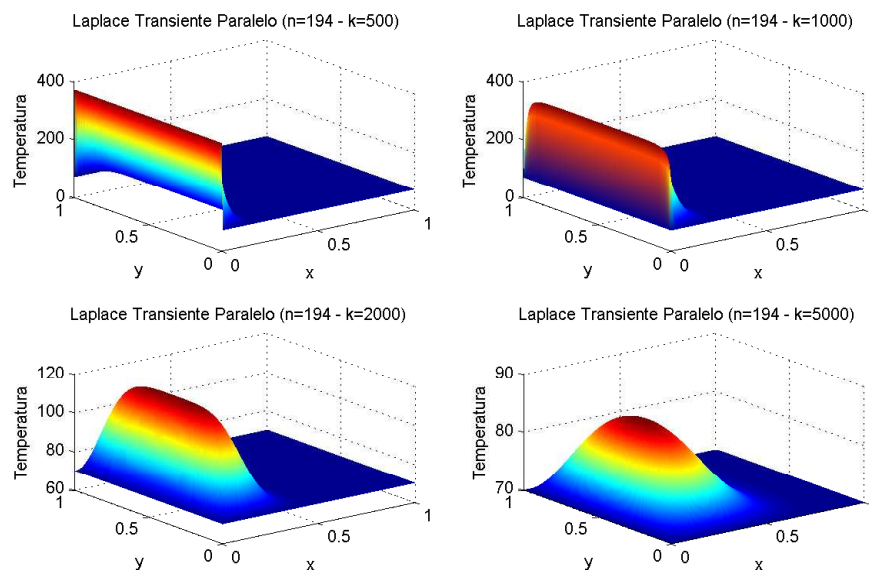 Laplace Transiente Paralelo (n=194 - k=500)
Temperatura
400
200
0
1
0.5
0
y
0
0.5
1
x
Laplace Transiente Paralelo (n=194 - k=1000)
Temperatura
400
200
0
1
0.5
0
y
0
0.5
1
x
Laplace Transiente Paralelo (n=194 - k=2000)
Temperatura
120
100
80
60
1
0.5
0
y
0
0.5
1
x
Laplace Transiente Paralelo (n=194 - k=5000)
Temperatura
90
80
70
1
0.5
0
y
0
0.5
1
x